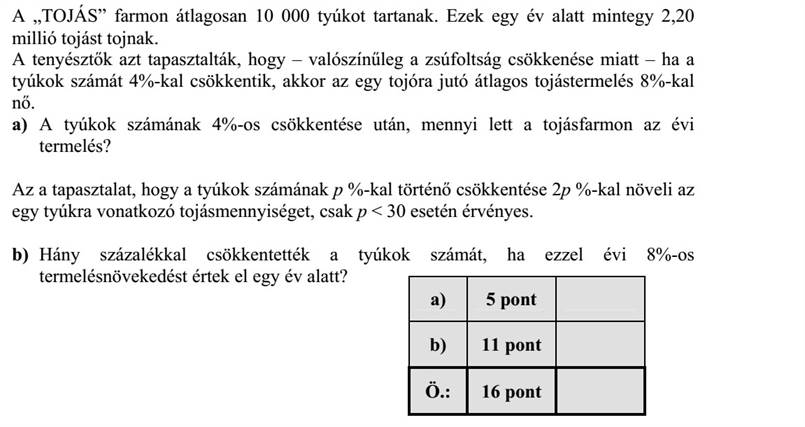 A „TOJÁS” farmon átlagosan 10 000 tyúkot tartanak. Ezek egy év alatt mintegy 2,20
millió tojást tojnak.
A tenyésztők azt tapasztalták, hogy – valószínűleg a zsúfoltság csökkenése miatt – ha a
tyúkok számát 4%-kal csökkentik, akkor az egy tojóra jutó átlagos tojástermelés 8%-kal
nő.
a) A tyúkok számának 4%-os csökkentése után, mennyi lett a tojásfarmon az évi
termelés?
Az a tapasztalat, hogy a tyúkok számának p %-kal történő csökkentése 2p %-kal növeli az
egy tyúkra vonatkozó tojásmennyiséget, csak p < 30 esetén érvényes.
b) Hány százalékkal csökkentették a tyúkok számát, ha ezzel évi 8%-os
termelésnövekedést értek el egy év alatt?
a) 5 pont
b) 11 pont
Ö.: 16 pont